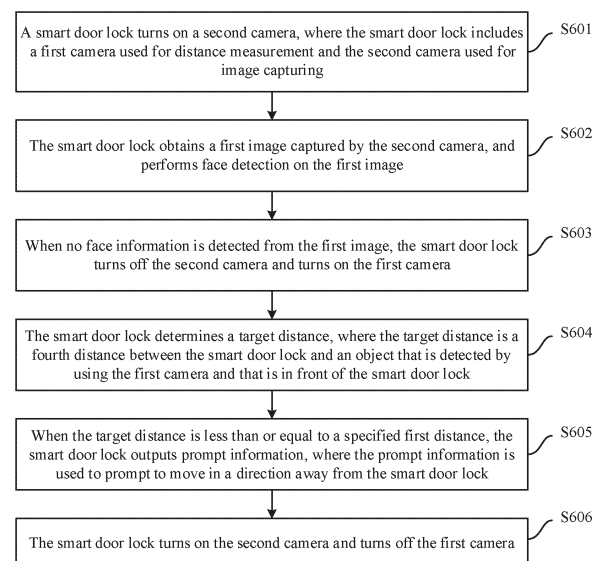 A smart door lock turns on a second camera, where the smart door lock includes
a first camera used for distance measurement and the second camera used for
image capturing
S601
The smart door lock obtains a first image captured by the second camera, and
performs face detection on the first image
S602
When no face information is detected from the first image, the smart door lock
turns off the second camera and turns on the first camera
S603
The smart door lock determines a target distance, where the target distance is a
fourth distance between the smart door lock and an object that is detected by
using the first camera and that is in front of the smart door lock
S604
When the target distance is less than or equal to a specified first distance, the
smart door lock outputs prompt information, where the prompt information is
used to prompt to move in a direction away from the smart door lock
S605
The smart door lock turns on the second camera and turns off the first camera
S606